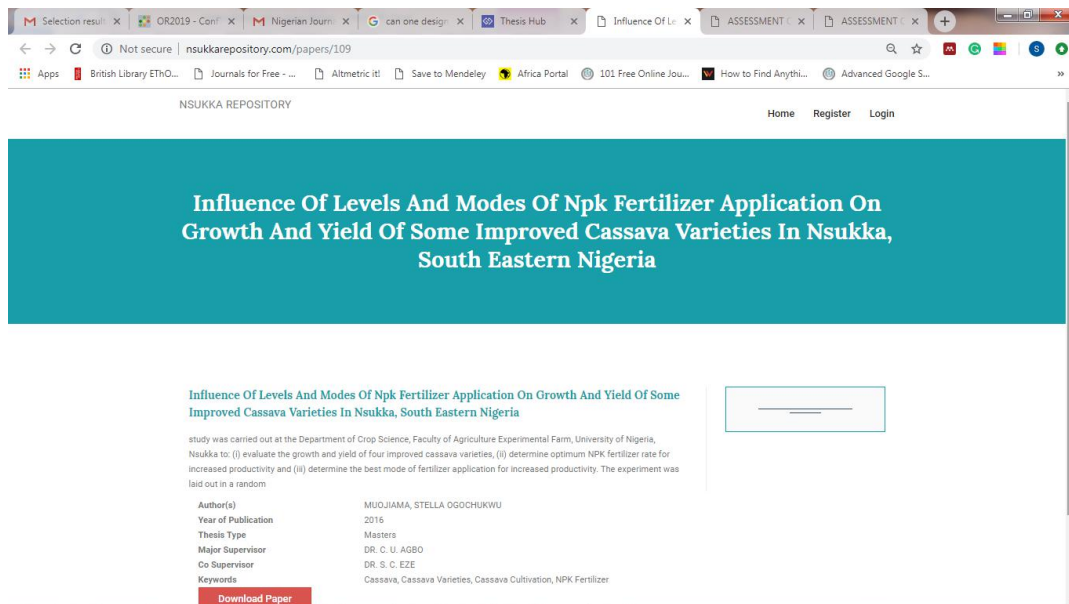 Selection result
OR2019 - Conf
Nigerian Journ
can one design
Thesis Hub
Influence Of Le
ASSESSMENT C
ASSESSMENT C
Not secure | nsukkarepository.com/papers/109
Apps
British Library EThO...
Journals for Free - ...
Altmetric it!
Save to Mendeley
Africa Portal
101 Free Online Jou...
How to Find Anythi...
Advanced Google S...
»
NSUKKA REPOSITORY
Home
Register
Login
Influence Of Levels And Modes Of Npk Fertilizer Application On
Growth And Yield Of Some Improved Cassava Varieties In Nsukka,
South Eastern Nigeria
Influence Of Levels And Modes Of Npk Fertilizer Application On Growth And Yield Of Some
Improved Cassava Varieties In Nsukka, South Eastern Nigeria
study was carried out at the Department of Crop Science, Faculty of Agriculture Experimental Farm, University of Nigeria,
Nsukka to: (i) evaluate the growth and yield of four improved cassava varieties, (ii) determine optimum NPK fertilizer rate for
increased productivity and (iii) determine the best mode of fertilizer application for increased productivity. The experiment was
laid out in a random
Author(s) MUOJIAMA, STELLA OGOCHUKWU
Year of Publication 2016
Thesis Type Masters
Major Supervisor DR. C. U. AGBO
Co Supervisor DR. S. C. EZE
Keywords Cassava, Cassava Varieties, Cassava Cultivation, NPK Fertilizer
Download Paper